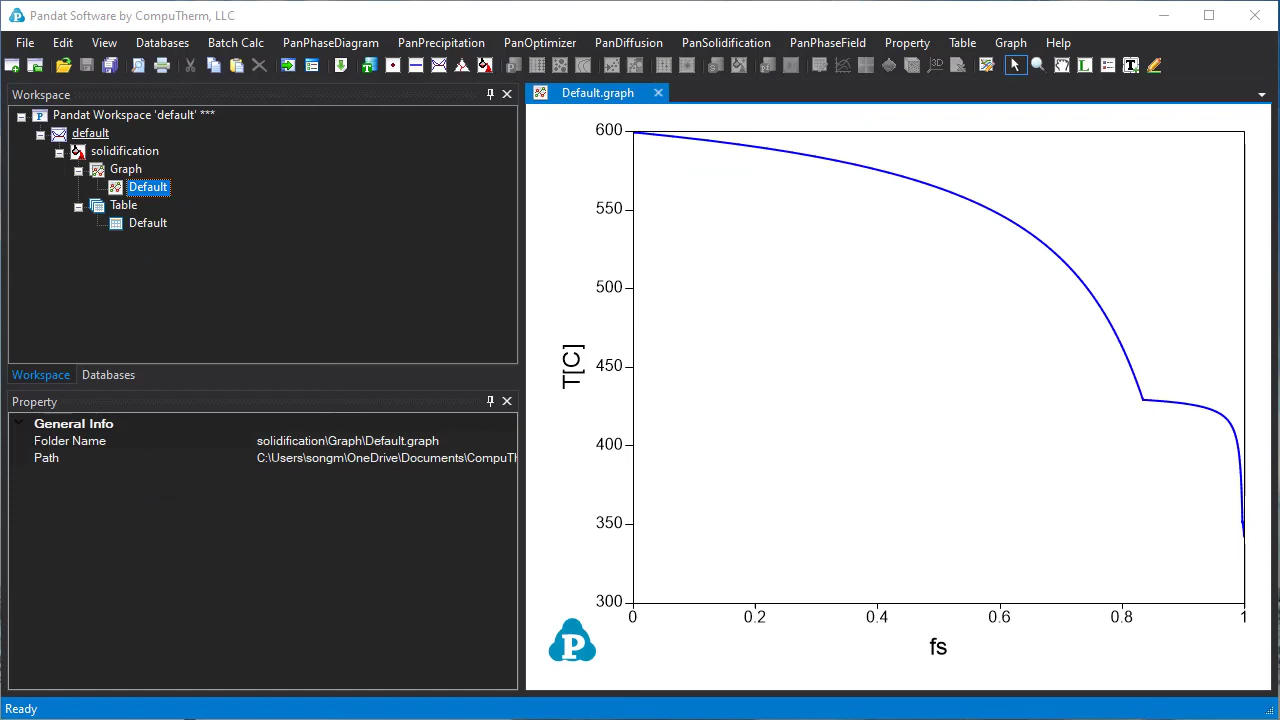 Pandat Software by CompuTherm, LLC
File Edit View Databases Batch Calc PanPhaseDiagram PanPrecipitation PanOptimizer PanDiffusion PanSolidification PanPhaseField Property Table Graph Help
Workspace
Pandat Workspace 'default' ***
default
solidification
Graph
Default
Table
Default
Workspace Databases
Property
General Info
Folder Name solidification\Graph\Default.graph
Path C:\Users\songm\OneDrive\Documents\CompuTh
Default.graph
600
550
500
450
400
350
300
T[C]
0 0.2 0.4 0.6 0.8 1
fs
P
Ready